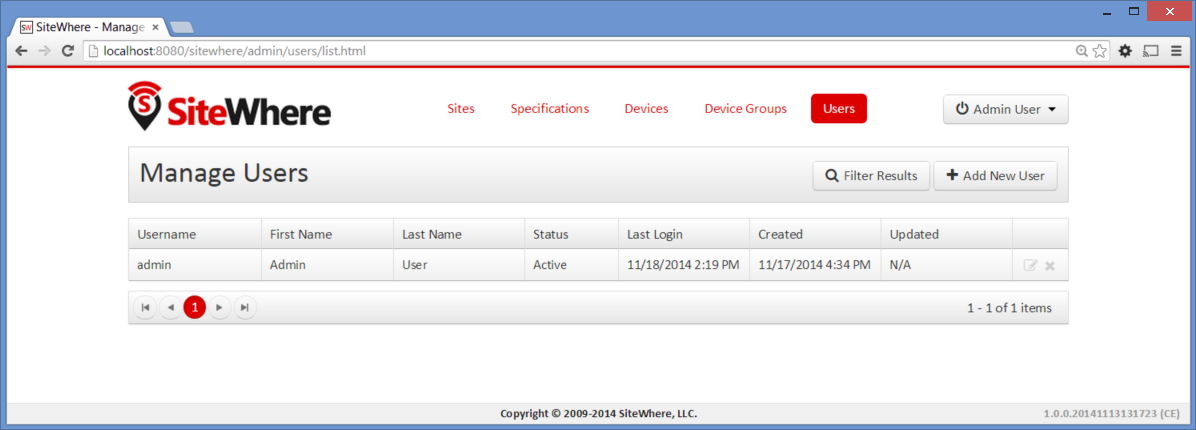 SW SiteWhere - Manage
localhost:8080/sitewhere/admin/users/list.html
S SiteWhere Sites Specifications Devices Device Groups Users Admin User
Manage Users Filter Results Add New User
Username First Name Last Name Status Last Login Created Updated
admin Admin User Active 11/18/2014 2:19 PM 11/17/2014 4:34 PM N/A
1 1 - 1 of 1 items
Copyright © 2009-2014 SiteWhere, LLC. 1.0.0.20141113131723 (CE)